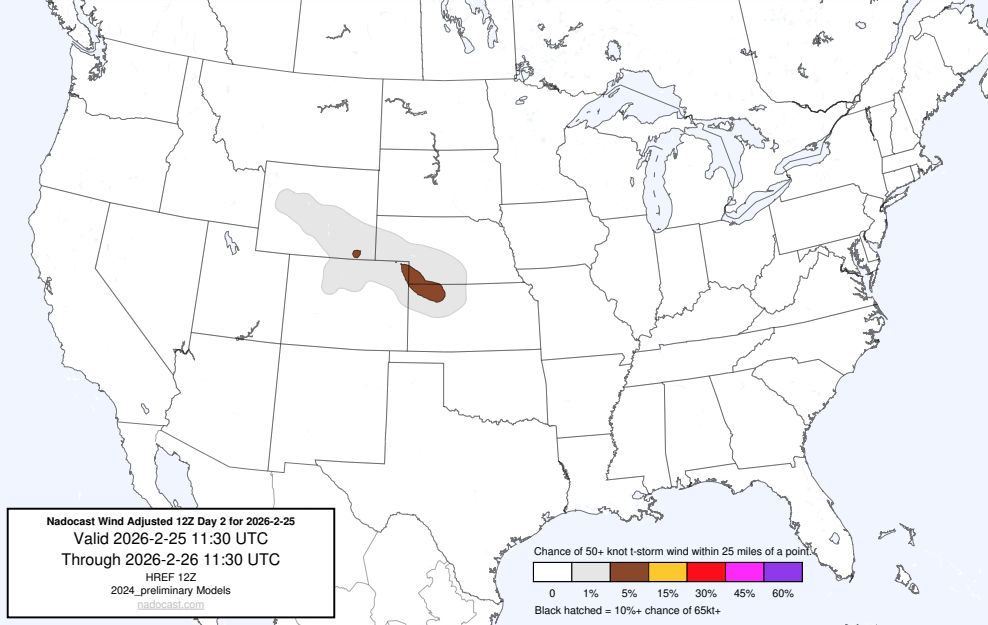 Nadocast Wind Adjusted 12Z Day 2 for 2026-2-25
Valid 2026-2-25 11:30 UTC
Through 2026-2-26 11:30 UTC
HREF 12Z
2024_preliminary Models
nadocast.com
Chance of 50+ knot t-storm wind within 25 miles of a point.
0 1% 5% 15% 30% 45% 60%
Black hatched = 10%+ chance of 65kt+